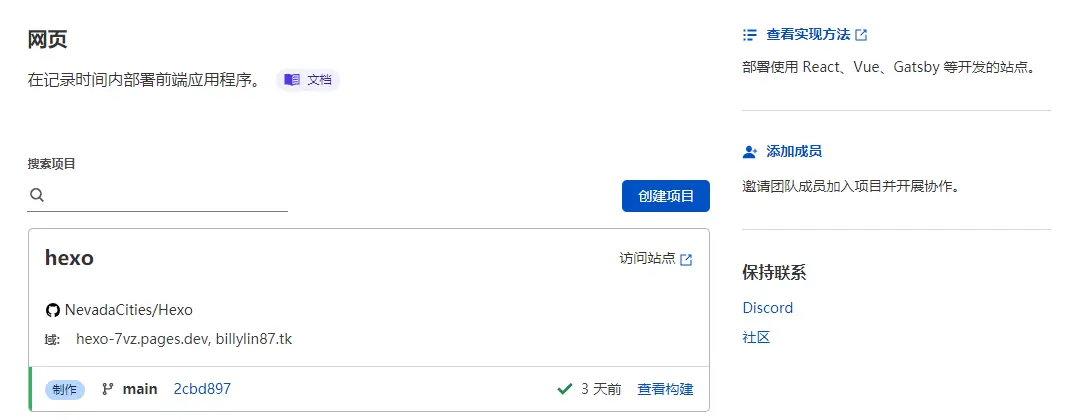 网页
在记录时间内部署前端应用程序。 文档
搜索项目
创建项目
hexo 访问站点
NevadaCities/Hexo
域: hexo-7vz.pages.dev, billylin87.tk
制作 main 2cbd897 3 天前 查看构建
查看实现方法
部署使用 React、Vue、Gatsby 等开发的站点。
添加成员
邀请团队成员加入项目并开展协作。
保持联系
Discord
社区